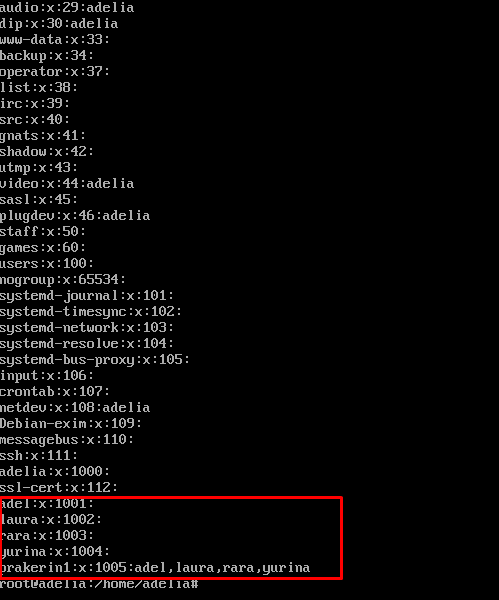 audio:x:29:adelia
dip:x:30:adelia
www-data:x:33:
backup:x:34:
operator:x:37:
list:x:38:
irc:x:39:
src:x:40:
gnats:x:41:
shadow:x:42:
utmp:x:43:
video:x:44:adelia
sasl:x:45:
plugdev:x:46:adelia
staff:x:50:
games:x:60:
users:x:100:
nogroup:x:65534:
systemd-journal:x:101:
systemd-timesync:x:102:
systemd-network:x:103:
systemd-resolve:x:104:
systemd-bus-proxy:x:105:
input:x:106:
crontab:x:107:
netdev:x:108:adelia
Debian-exim:x:109:
messagebus:x:110:
ssh:x:111:
adelia:x:1000:
ssl-cert:x:112:
adel:x:1001:
laura:x:1002:
rara:x:1003:
yurina:x:1004:
prakerin1:x:1005:adel,laura,rara,yurina
root@adelia:/home/adelia#